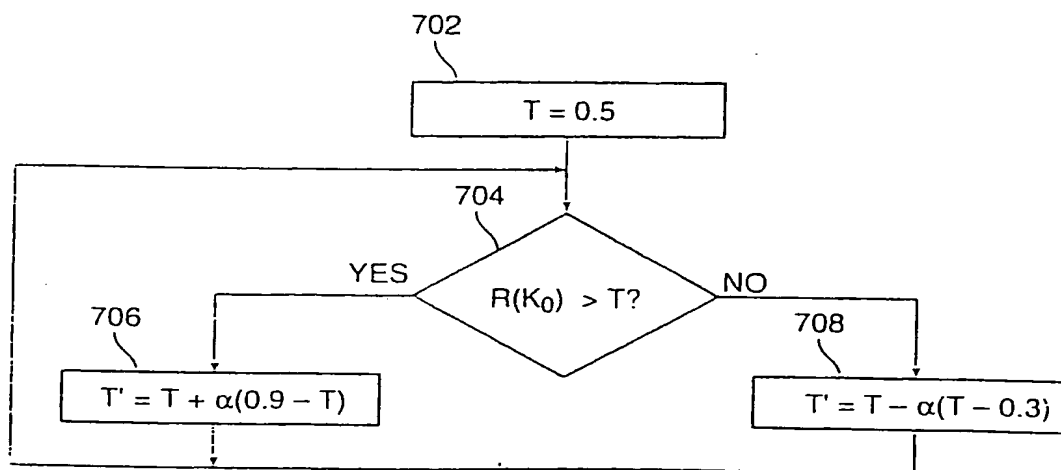 702
T = 0.5
704
YES
R(K₀) > T?
NO
706
708
T' = T + α(0.9 – T)
T' = T – α(T – 0.3)